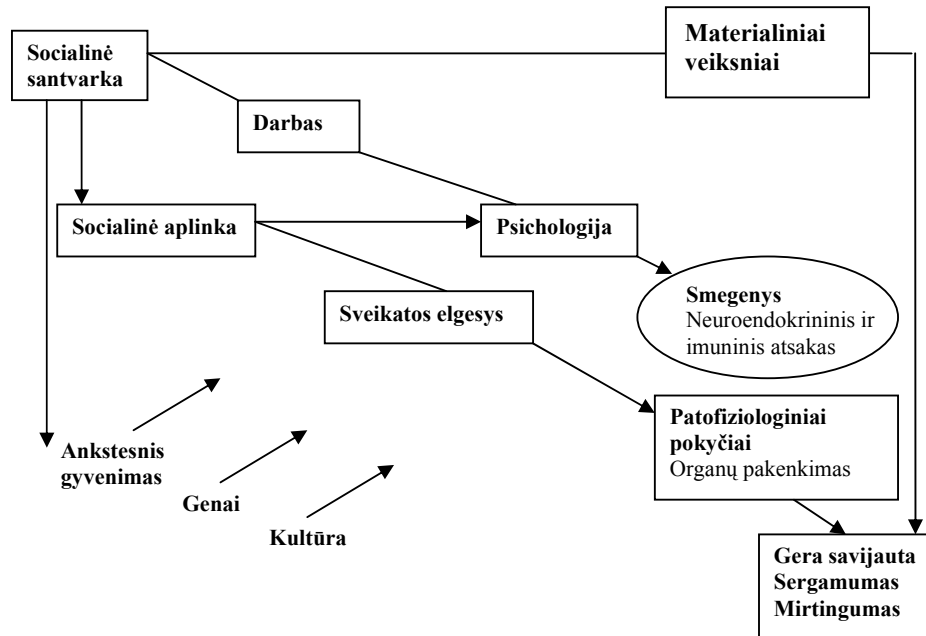 Socialinė
santvarka
Materialiniai
veiksniai
Darbas
Socialinė aplinka
Psichologija
Smegenys
Neuroendokrininis ir
imuninis atsakas
Sveikatos elgesys
Patofiziologiniai
pokyčiai
Organų pakenkimas
Ankstesnis
gyvenimas
Genai
Kultūra
Gera savijauta
Sergamumas
Mirtingumas